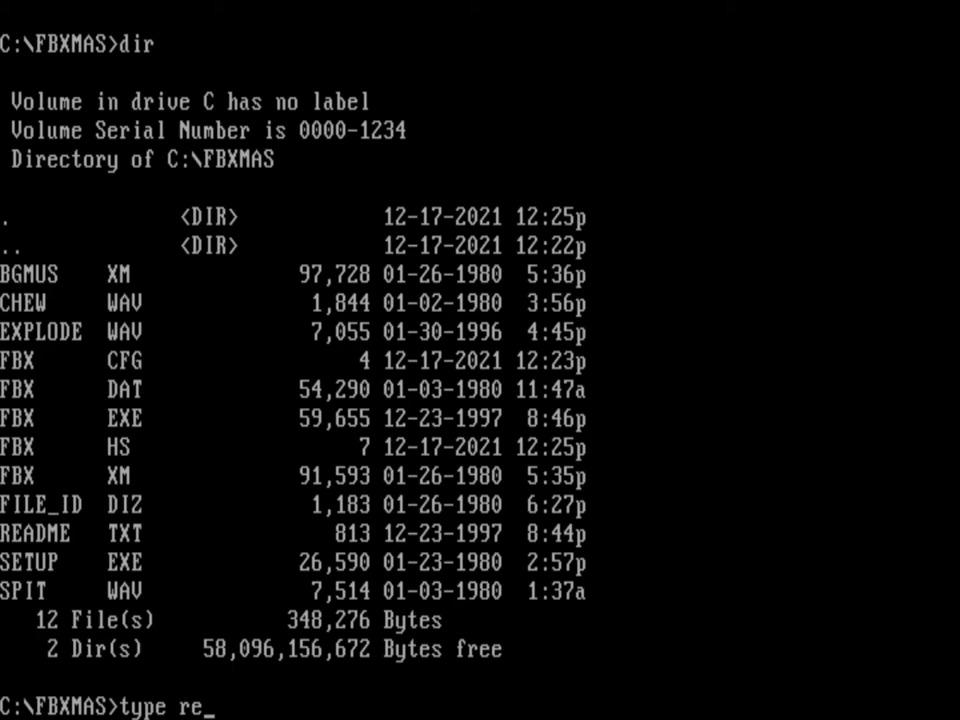 C:\FBXMAS>dir
Volume in drive C has no label
Volume Serial Number is 0000-1234
Directory of C:\FBXMAS
. <DIR> 12-17-2021 12:25p
.. <DIR> 12-17-2021 12:22p
BGMUS XM 97,728 01-26-1980 5:36p
CHEW WAV 1,844 01-02-1980 3:56p
EXPLODE WAV 7,055 01-30-1996 4:45p
FBX CFG 4 12-17-2021 12:23p
FBX DAT 54,290 01-03-1980 11:47a
FBX EXE 59,655 12-23-1997 8:46p
FBX HS 7 12-17-2021 12:25p
FBX XM 91,593 01-26-1980 5:35p
FILE_ID DIZ 1,183 01-26-1980 6:27p
README TXT 813 12-23-1997 8:44p
SETUP EXE 26,590 01-23-1980 2:57p
SPIT WAV 7,514 01-03-1980 1:37a
12 File(s) 348,276 Bytes
2 Dir(s) 58,096,156,672 Bytes free
C:\FBXMAS>type re_